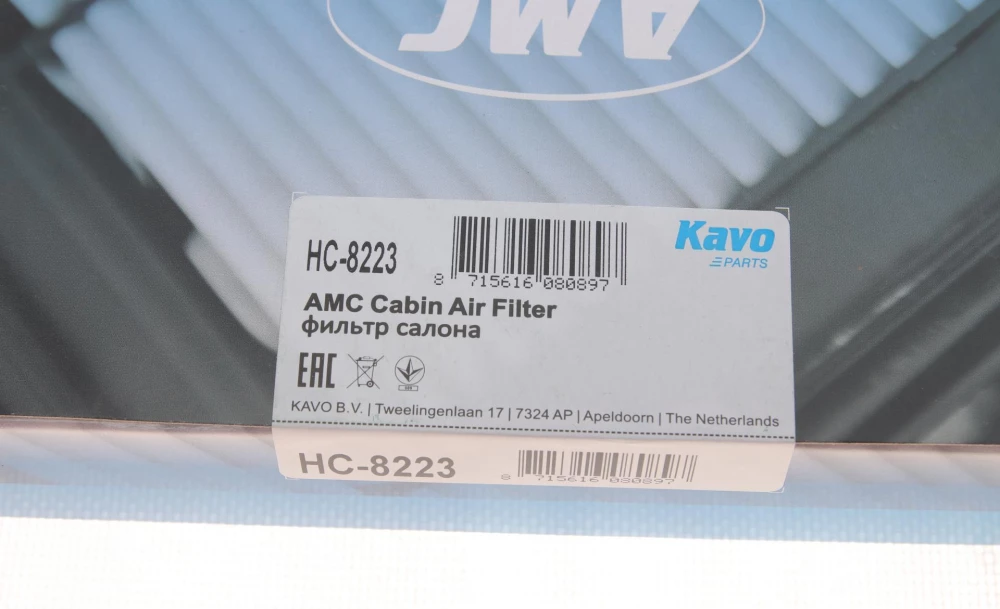 AMC
HC-8223
8 715616 080897
Kavo
PARTS
AMC Cabin Air Filter
фильтр салона
EAC
KAVO B.V. | Tweelingenlaan 17 | 7324 AP | Apeldoorn | The Netherlands
HC-8223
8 715616 080897